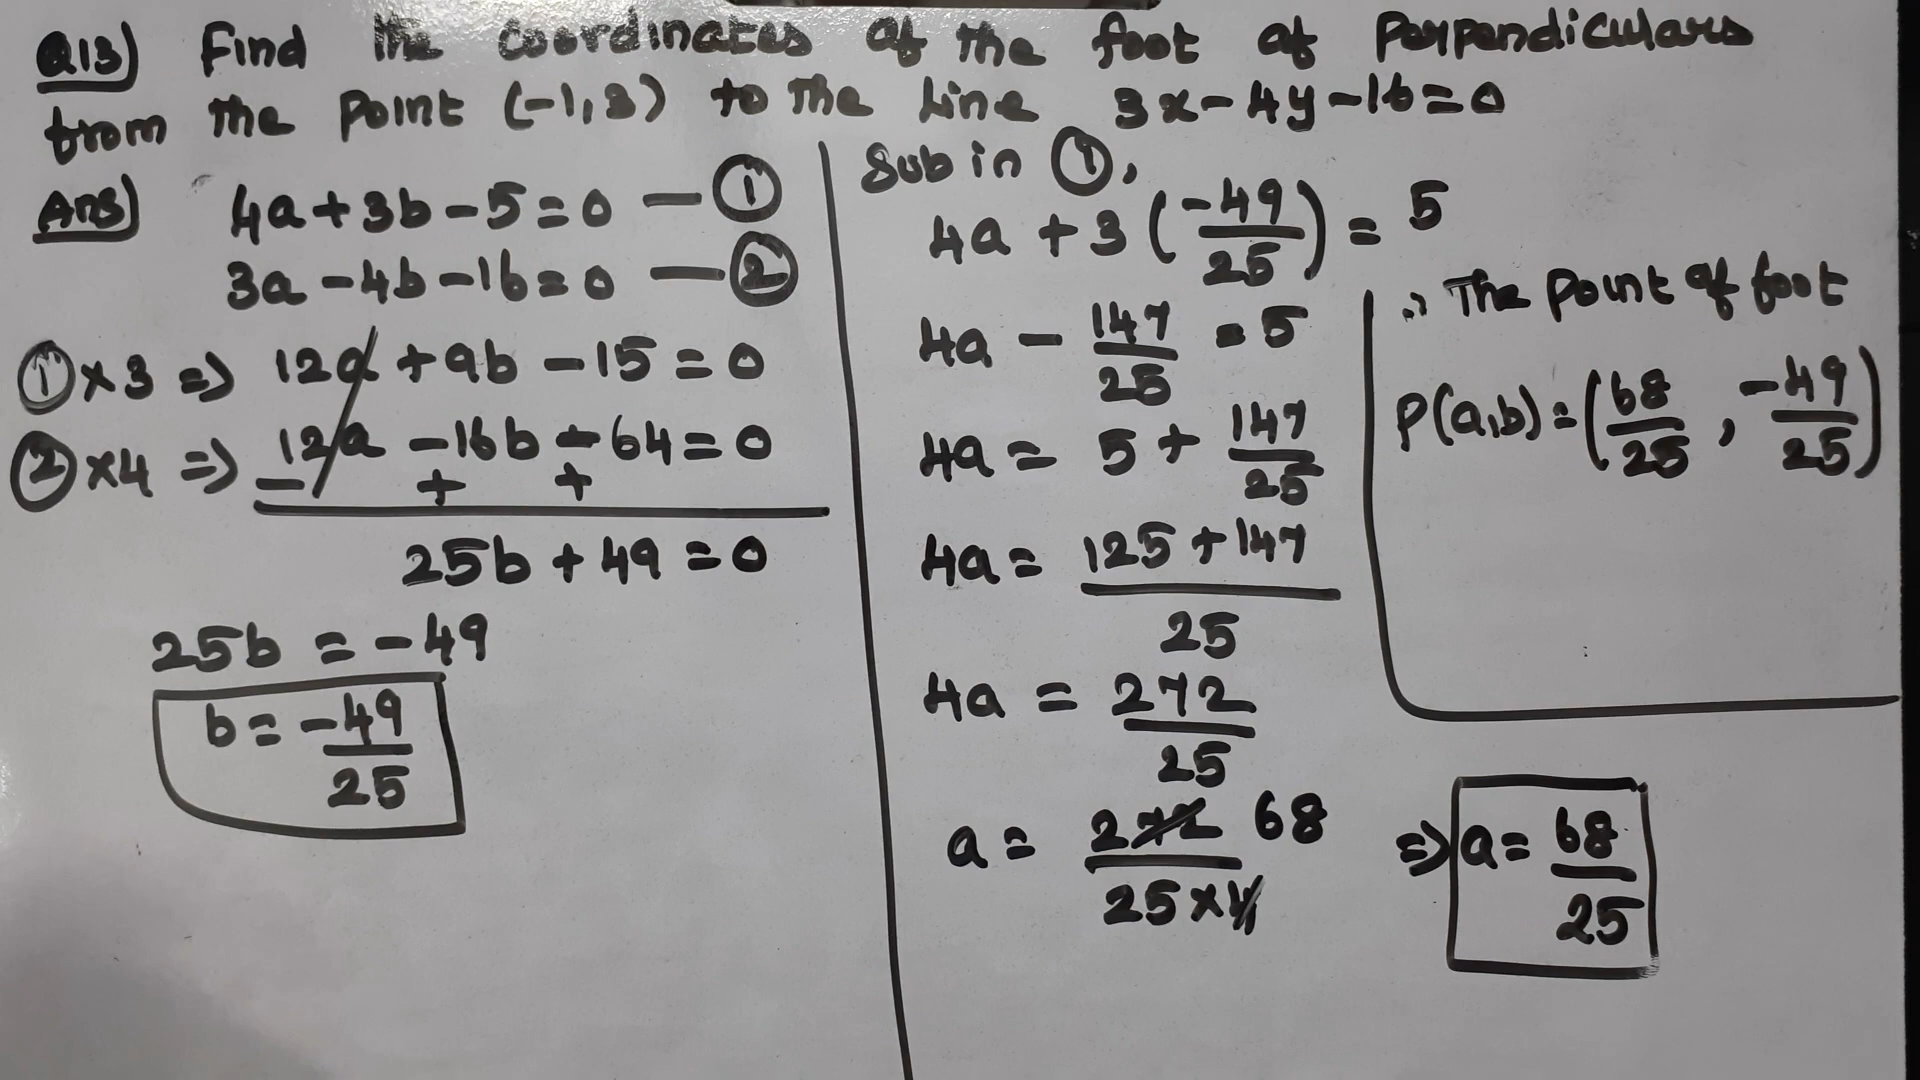 Q13) Find the coordinates of the foot of Perpendiculars
from the point (-1,3) to the line 3x-4y-16=0
Ans) 4a+3b-5=0 — ①
3a-4b-16=0 — ②
①×3 => 12a+9b-15=0
②×4 => 12a-16b-64=0
- + +
25b+49=0
25b = -49
b = -49/25
Sub in ①,
4a+3(-49/25) = 5
4a - 147/25 = 5
4a = 5 + 147/25
4a = 125+147/25
4a = 272/25
a = 272/25×4 68
=> a = 68/25
∴ The point of foot
P(a,b) = (68/25, -49/25)